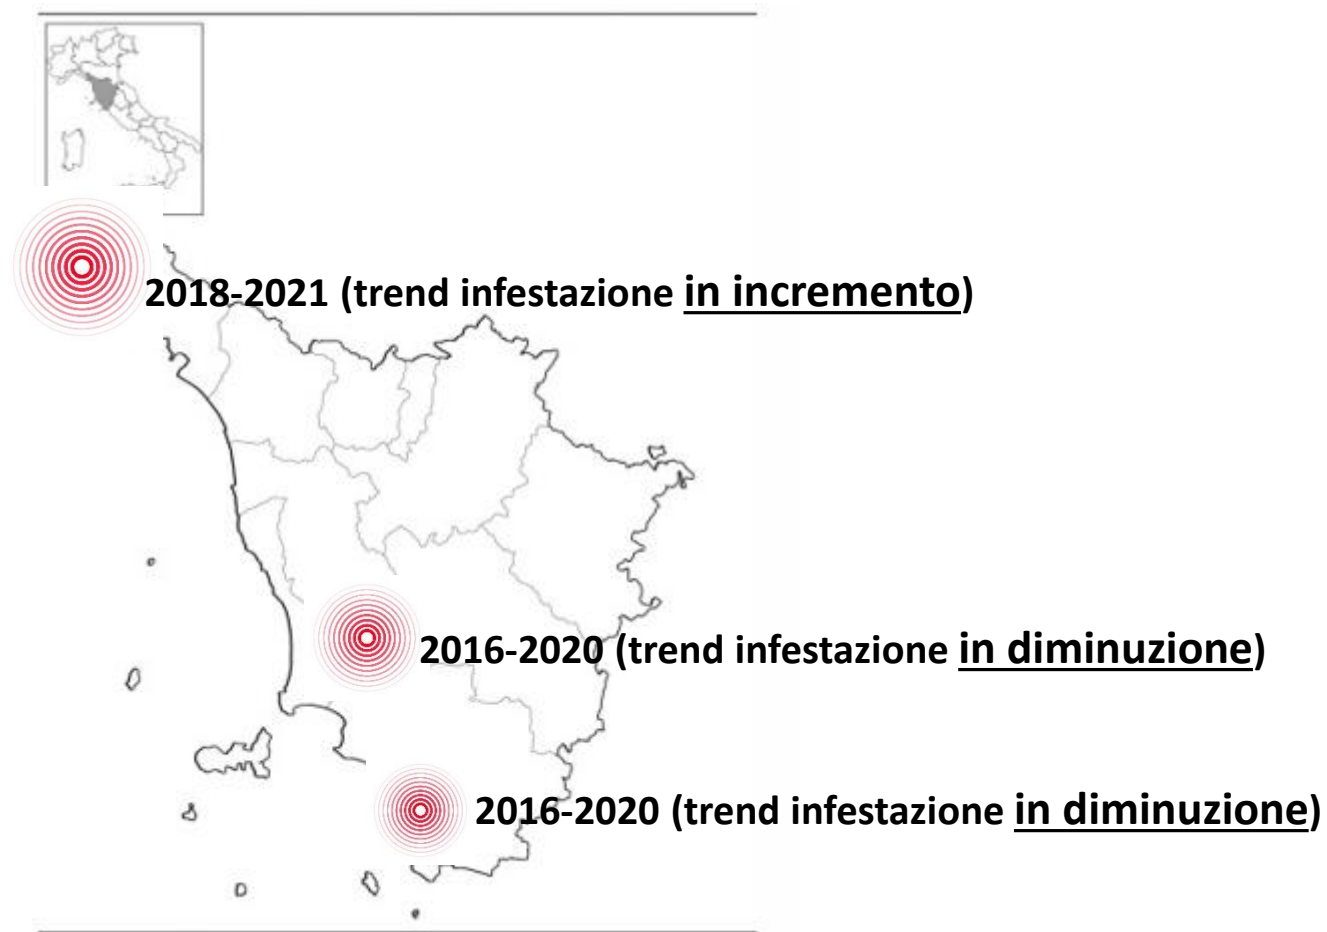 2018-2021 (trend infestazione in incremento)
2016-2020 (trend infestazione in diminuzione)
2016-2020 (trend infestazione in diminuzione)